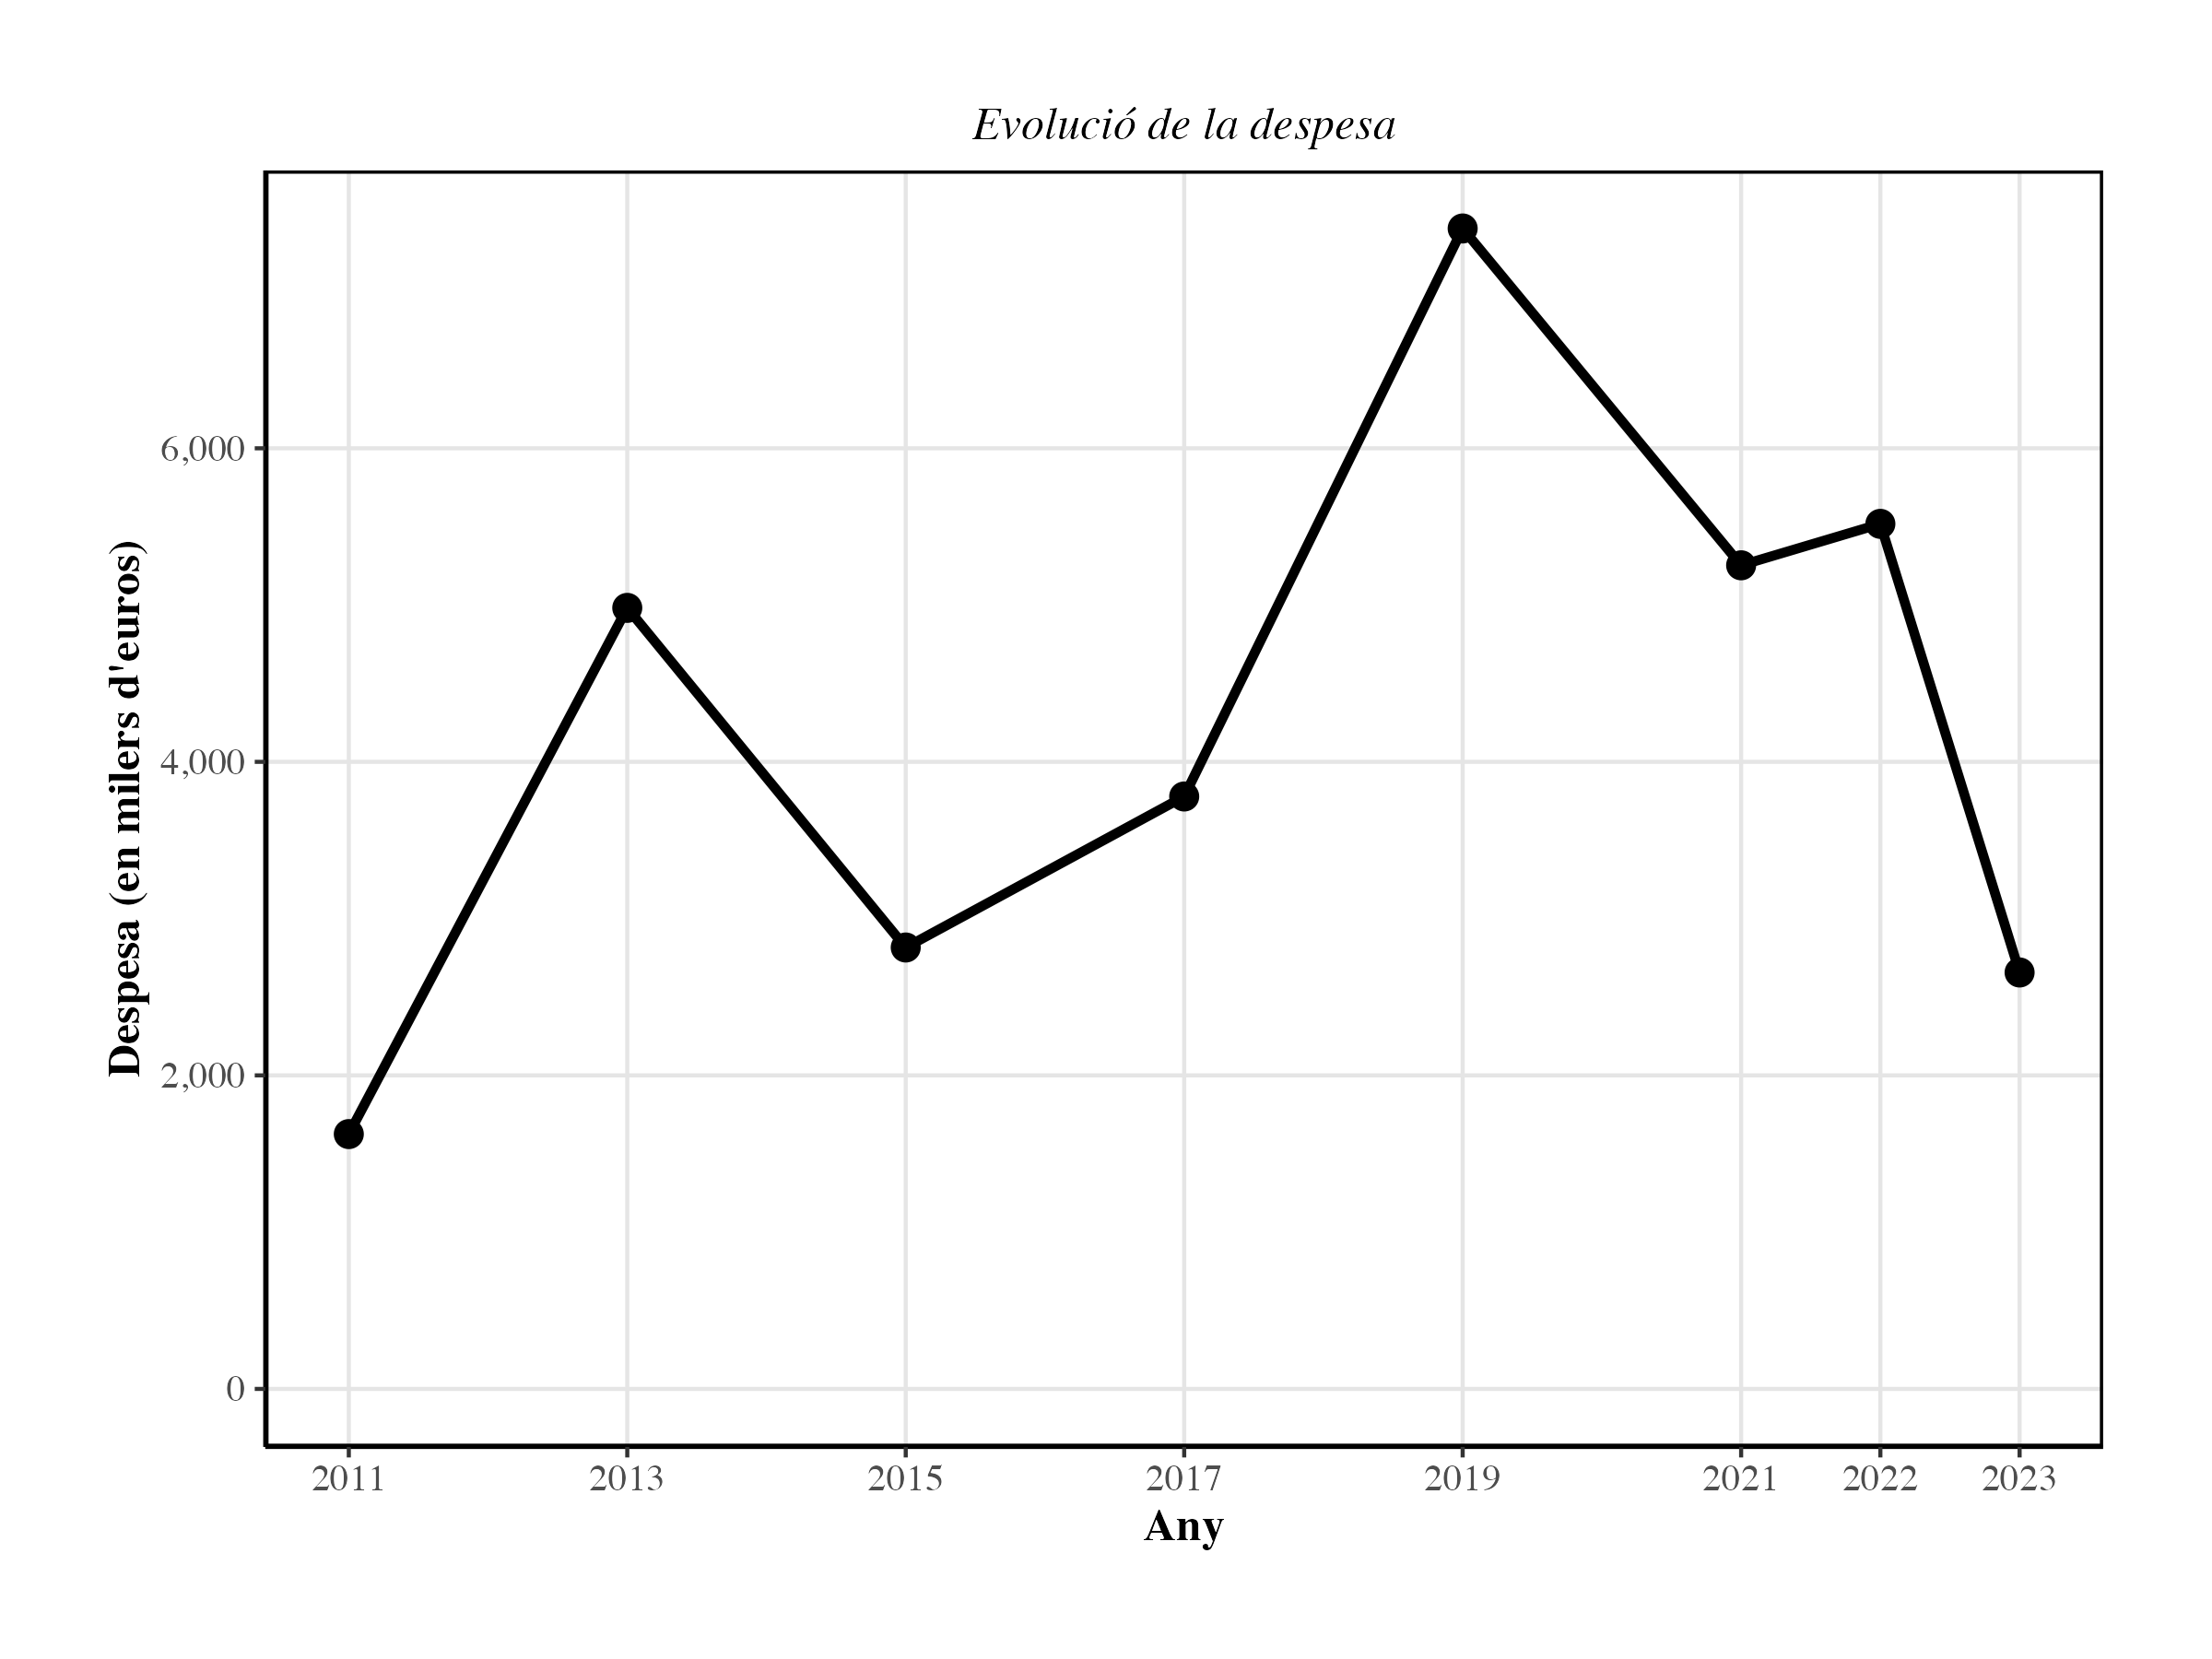 Evolució de la despesa
Despesa (en milers d'euros)
6,000
4,000
2,000
0
2011 2013 2015 2017 2019 2021 2022 2023
Any